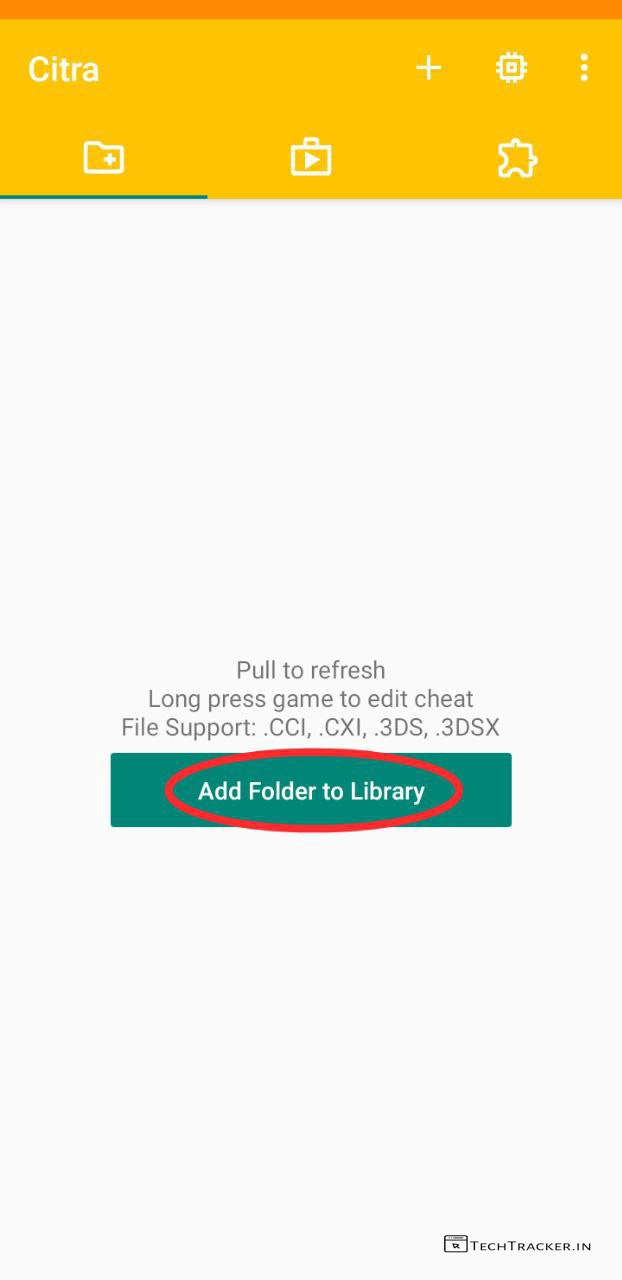 Citra
Pull to refresh
Long press game to edit cheat
File Support: .CCI, .CXI, .3DS, .3DSX
Add Folder to Library
TECHTRACKER.IN